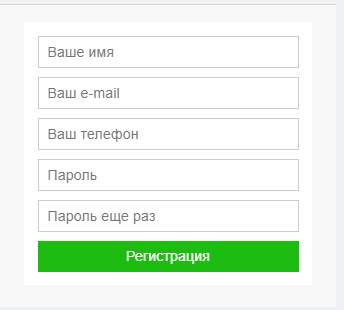 Ваше имя
Ваш e-mail
Ваш телефон
Пароль
Пароль еще раз
Регистрация